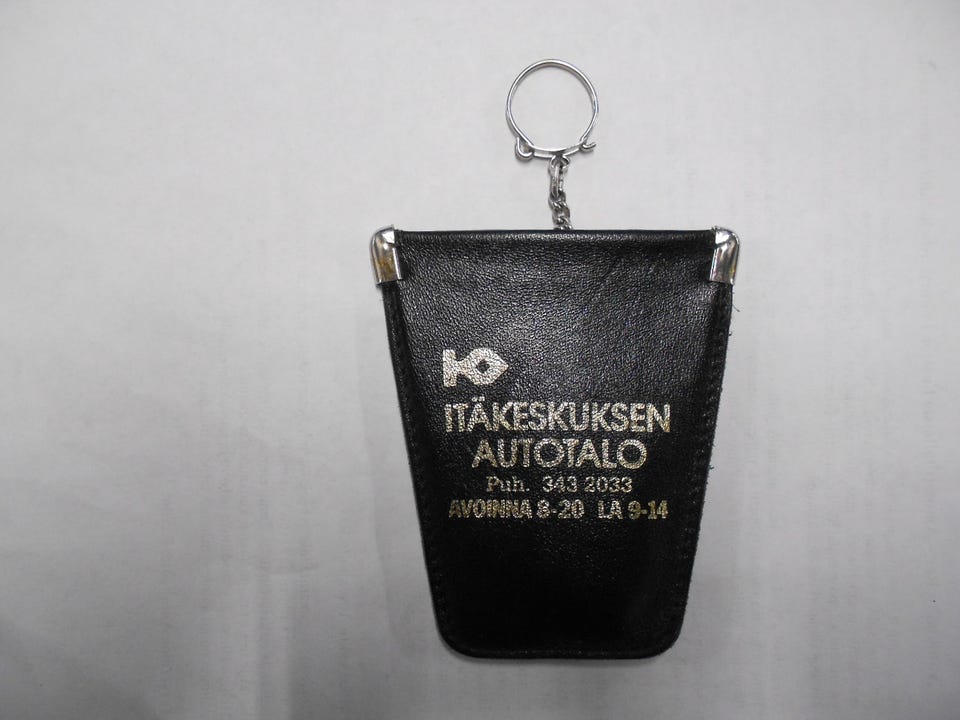 ITÄKESKUKSEN
AUTOTALO
Puh. 343 2033
AVOINNA 8-20 LA 9-14